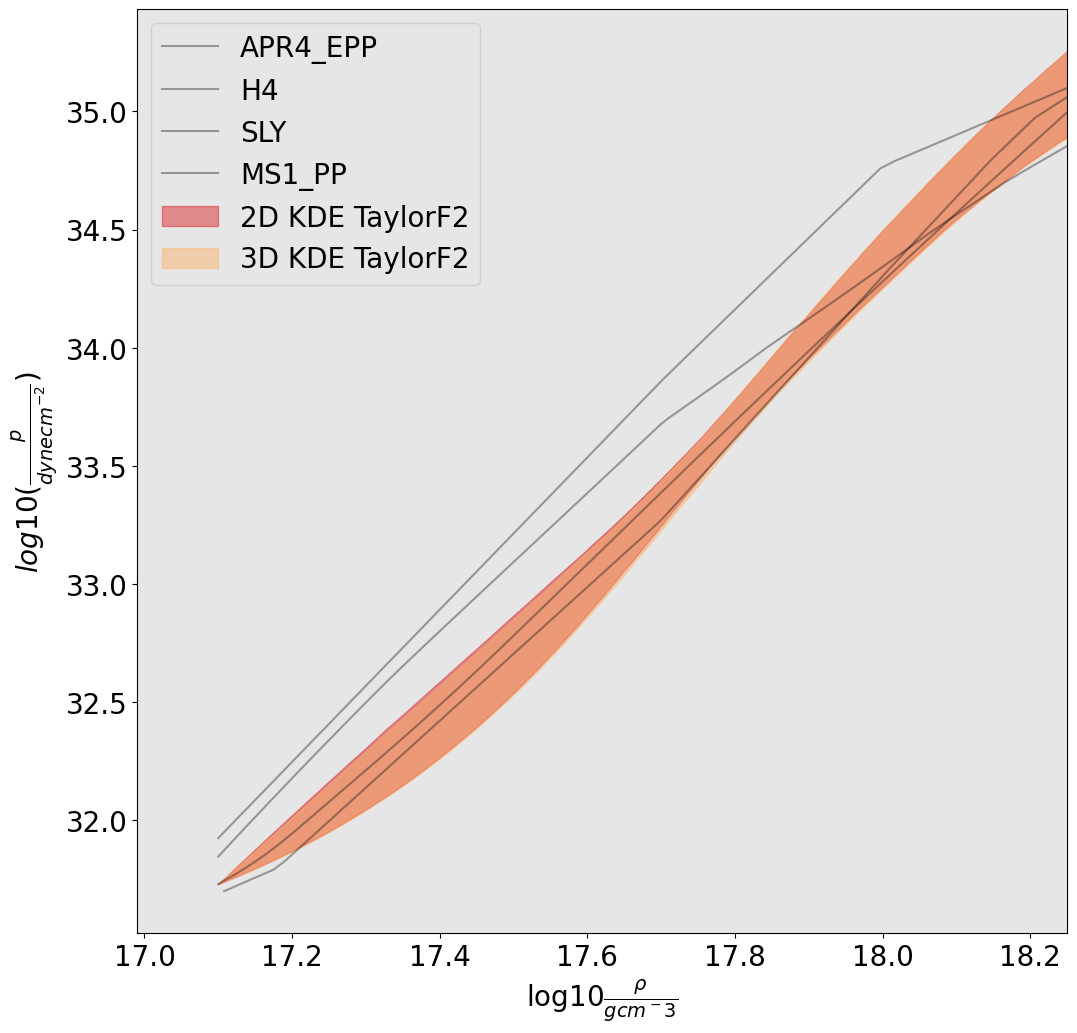 APR4_EPP
H4
SLY
MS1_PP
2D KDE TaylorF2
3D KDE TaylorF2
35.0
34.5
34.0
33.5
33.0
32.5
32.0
log10(p/dynecm⁻²)
17.0 17.2 17.4 17.6 17.8 18.0 18.2
log10 ρ/gcm⁻3